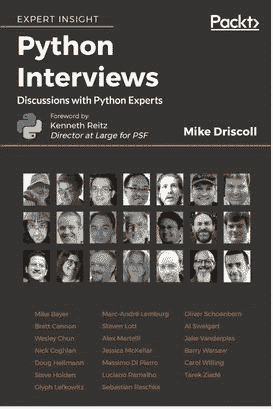 EXPERT INSIGHT
Packt>
Python
Interviews
Discussions with Python Experts
Foreword by
Kenneth Reitz
Director at Large for PSF
Mike Driscoll
Mike Bayer
Brett Cannon
Wesley Chun
Nick Coghlan
Doug Hellmann
Steve Holden
Glyph Lefkowitz
Marc-André Lemburg
Steven Lott
Alex Martelli
Jessica McKellar
Massimo Di Pierro
Luciano Ramalho
Sebastian Raschka
Oliver Schoenborn
Al Sweigart
Jake Vanderplas
Barry Warsaw
Carol Willing
Tarek Ziadé